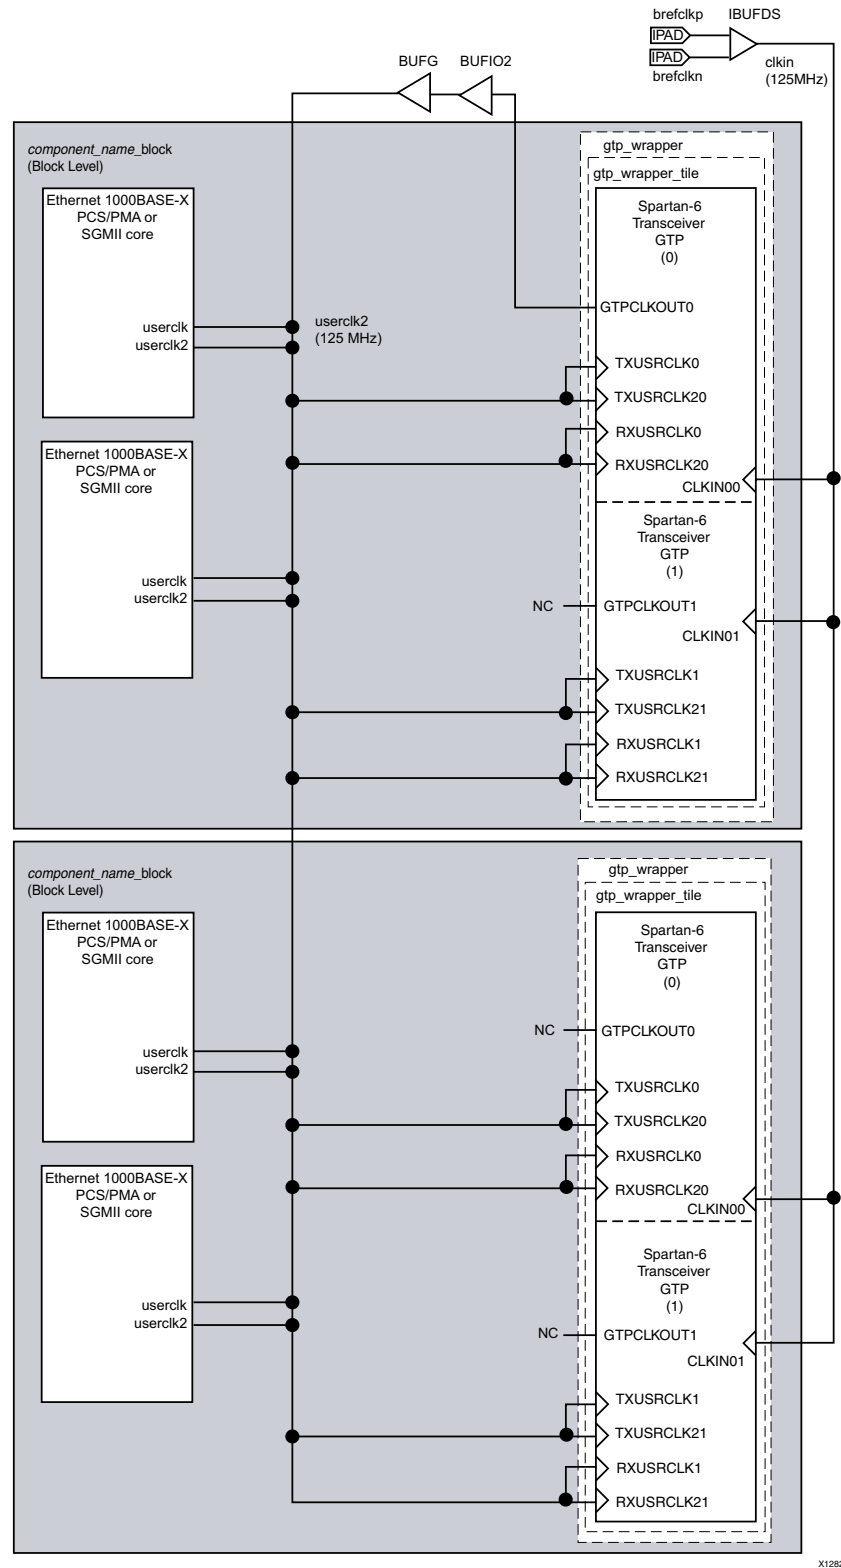 brefclkp
IBUFDS
IPAD
IPAD
brefclkn
clkin
(125MHz)
BUFG
BUFIO2
component_name_block
(Block Level)
Ethernet 1000BASE-X
PCS/PMA or
SGMII core
userclk
userclk2
userclk2
(125 MHz)
Ethernet 1000BASE-X
PCS/PMA or
SGMII core
userclk
userclk2
gtp_wrapper
gtp_wrapper_tile
Spartan-6
Transceiver
GTP
(0)
GTPCLKOUT0
TXUSRCLK0
TXUSRCLK20
RXUSRCLK0
RXUSRCLK20
CLKIN00
Spartan-6
Transceiver
GTP
(1)
NC
GTPCLKOUT1
CLKIN01
TXUSRCLK1
TXUSRCLK21
RXUSRCLK1
RXUSRCLK21
component_name_block
(Block Level)
Ethernet 1000BASE-X
PCS/PMA or
SGMII core
userclk
userclk2
Ethernet 1000BASE-X
PCS/PMA or
SGMII core
userclk
userclk2
gtp_wrapper
gtp_wrapper_tile
Spartan-6
Transceiver
GTP
(0)
NC
GTPCLKOUT0
TXUSRCLK0
TXUSRCLK20
RXUSRCLK0
RXUSRCLK20
CLKIN00
Spartan-6
Transceiver
GTP
(1)
NC
GTPCLKOUT1
CLKIN01
TXUSRCLK1
TXUSRCLK21
RXUSRCLK1
RXUSRCLK21